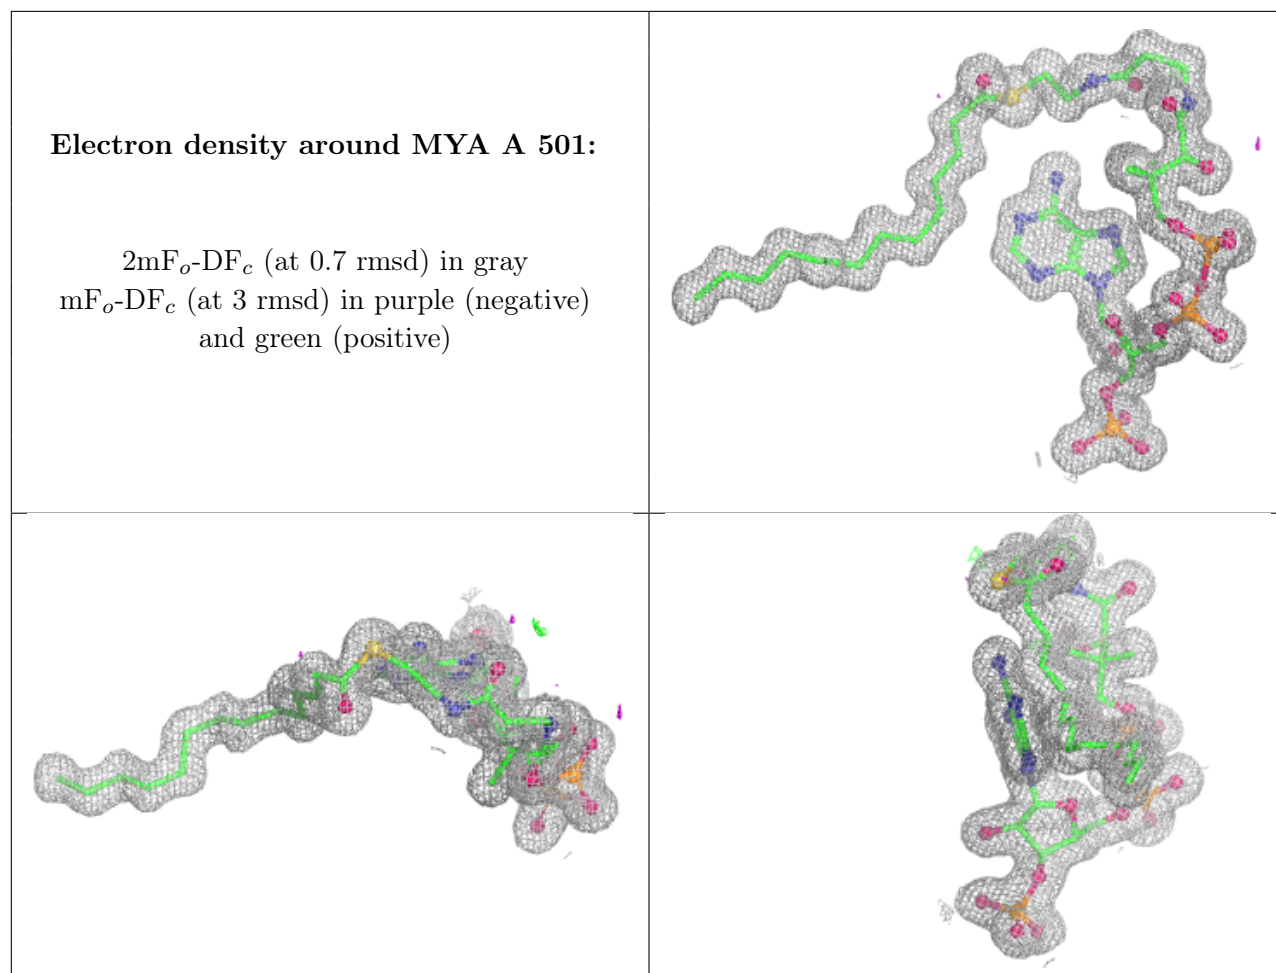 Electron density around MYA A 501:
2mFo-DFc (at 0.7 rmsd) in gray
mFo-DFc (at 3 rmsd) in purple (negative)
and green (positive)